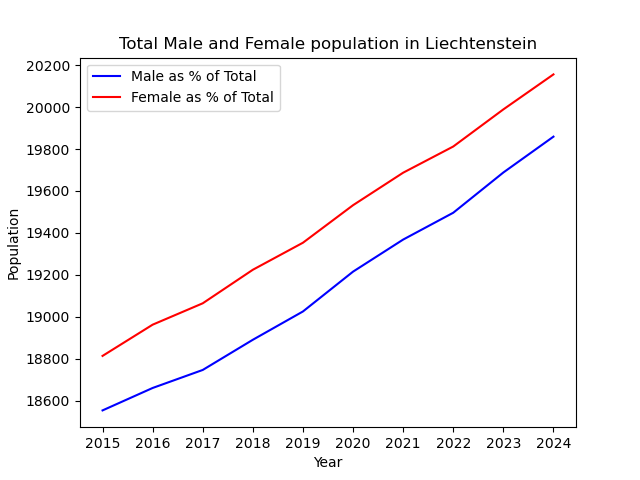 Total Male and Female population in Liechtenstein
Male as % of Total
Female as % of Total
20200
20000
19800
19600
19400
19200
19000
18800
18600
Population
2015 2016 2017 2018 2019 2020 2021 2022 2023 2024
Year